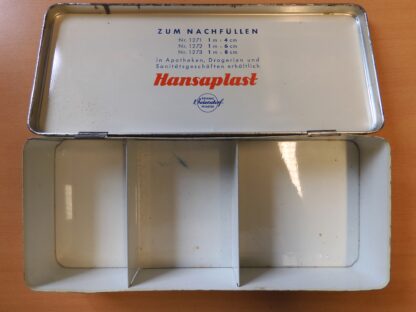 ZUM NACHFÜLLEN
Nr. 1271 1 m - 4 cm
Nr. 1272 1 m - 6 cm
Nr. 1273 1 m - 8 cm
in Apotheken, Drogerien und
Sanitätsgeschäften erhältlich
Hansaplast
Beiersdorf